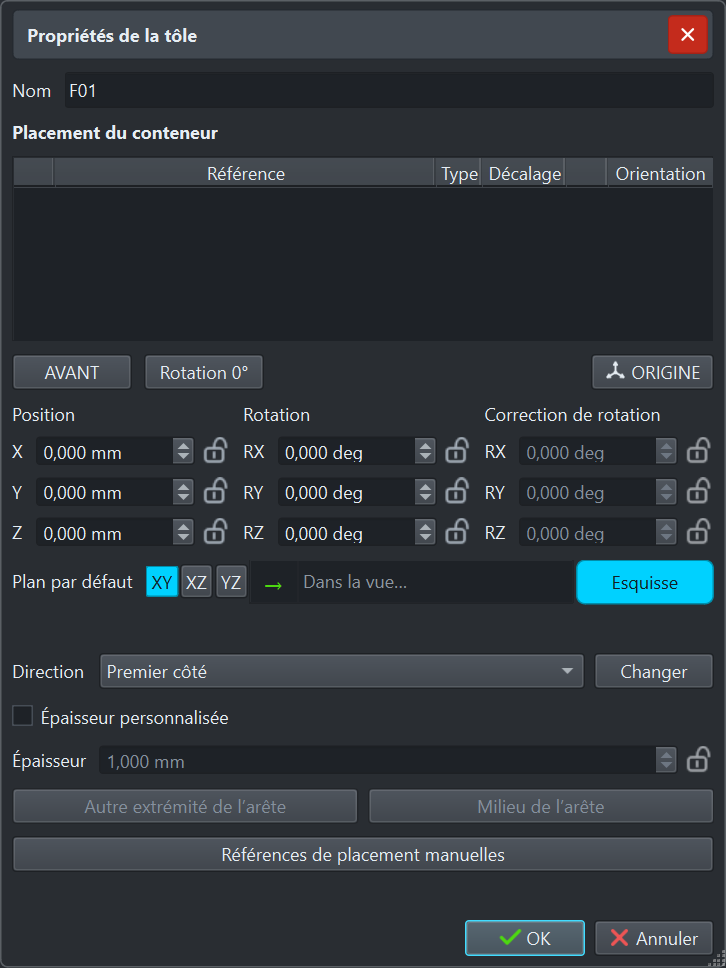 Propriétés de la tôle
Nom F01
Placement du conteneur
Référence Type Décalage Orientation
AVANT Rotation 0° ORIGINE
Position Rotation Correction de rotation
X 0,000 mm RX 0,000 deg RX 0,000 deg
Y 0,000 mm RY 0,000 deg RY 0,000 deg
Z 0,000 mm RZ 0,000 deg RZ 0,000 deg
Plan par défaut XY XZ YZ → Dans la vue... Esquisse
Direction Premier côté Changer
Épaisseur personnalisée
Épaisseur 1,000 mm
Autre extrémité de l’arête Milieu de l’arête
Références de placement manuelles
OK Annuler